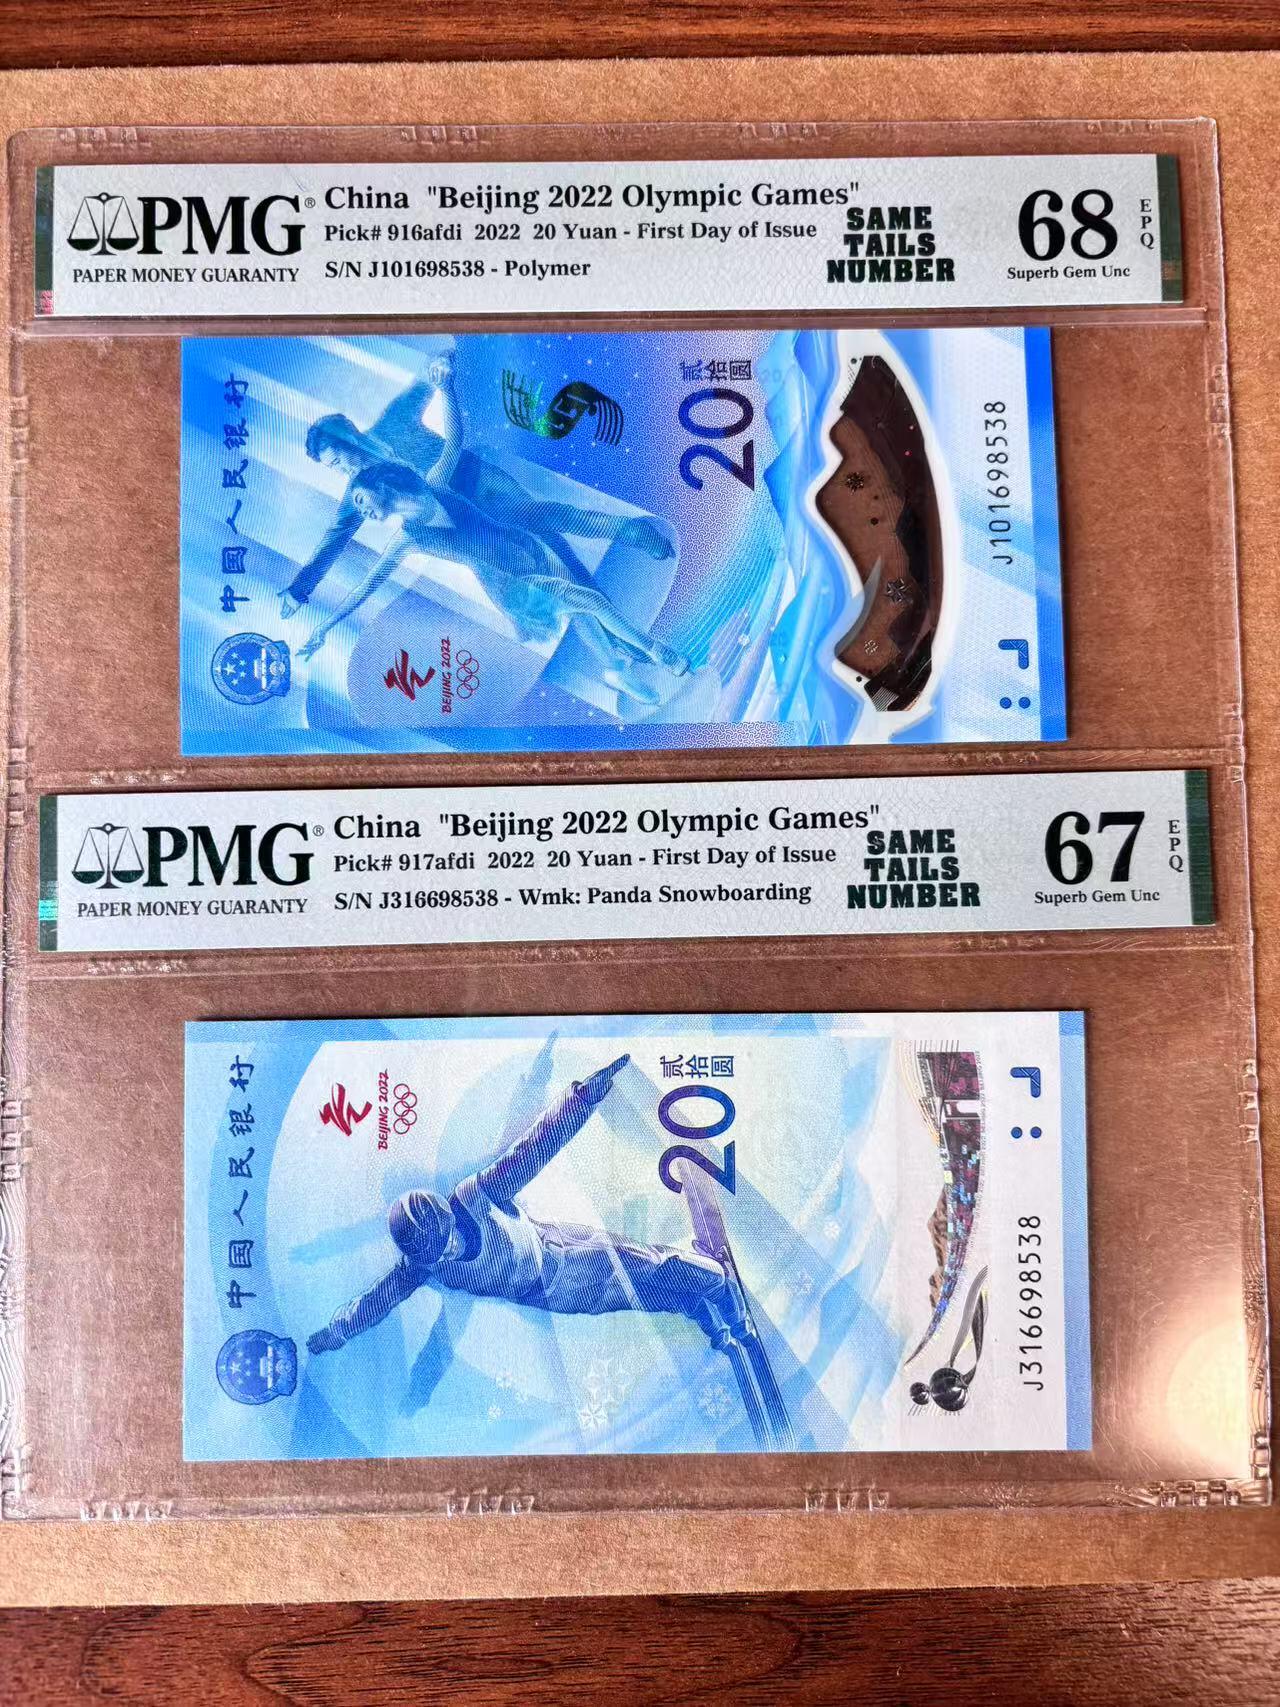 PMG®
PAPER MONEY GUARANTY
China "Beijing 2022 Olympic Games"
Pick# 916afdi 2022 20 Yuan - First Day of Issue
S/N J101698538 - Polymer
SAME
TAILS
NUMBER
68
Superb Gem Unc
EPQ
中国人民银行
BEIJING 2022
贰拾圆
20
J101698538
PMG®
PAPER MONEY GUARANTY
China "Beijing 2022 Olympic Games"
Pick# 917afdi 2022 20 Yuan - First Day of Issue
S/N J316698538 - Wmk: Panda Snowboarding
SAME
TAILS
NUMBER
67
Superb Gem Unc
EPQ
中国人民银行
BEIJING 2022
贰拾圆
20
J316698538